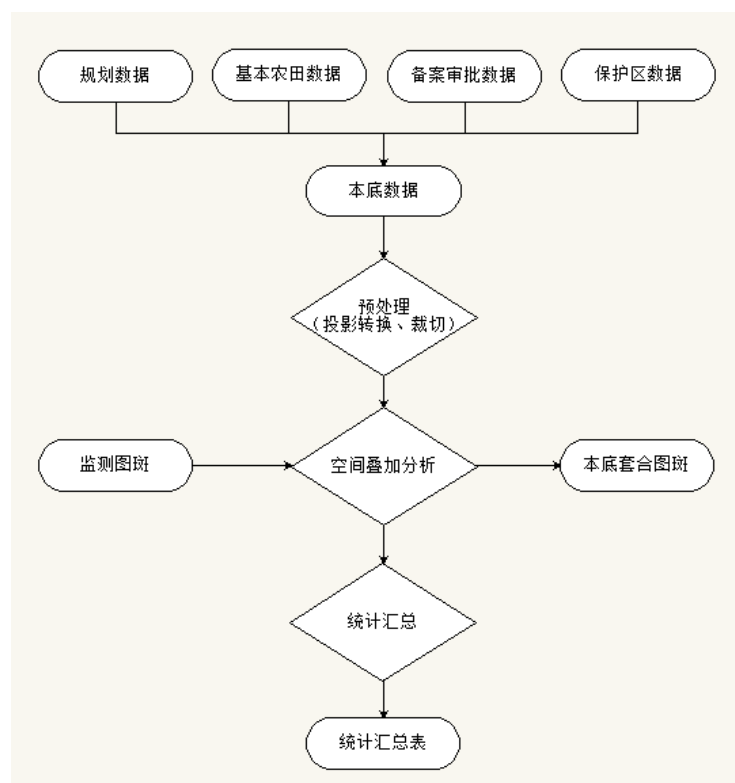 规划数据
基本农田数据
备案审批数据
保护区数据
本底数据
预处理
（投影转换、裁切）
监测图斑
空间叠加分析
本底套合图斑
统计汇总
统计汇总表